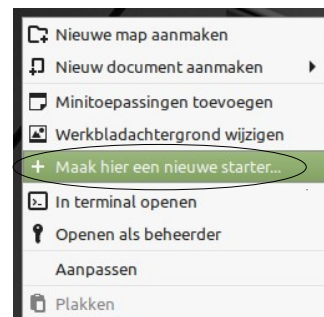 Nieuwe map aanmaken
Nieuw document aanmaken
Minitoepassingen toevoegen
Werkbladachtergrond wijzigen
Maak hier een nieuwe starter...
In terminal openen
Openen als beheerder
Aanpassen
Plakken